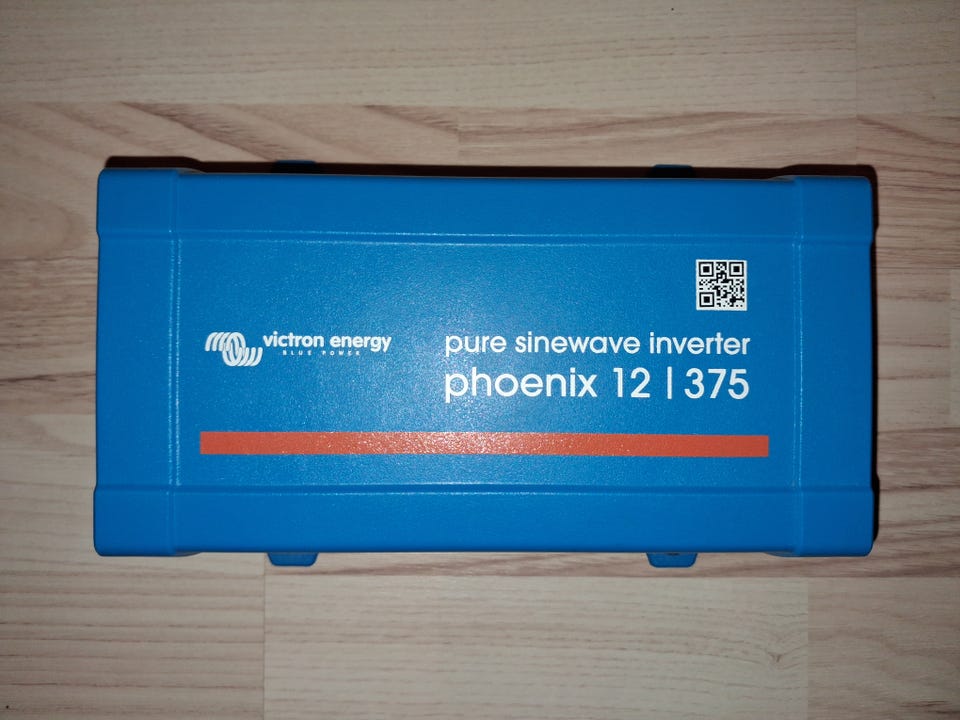 victron energy
BLUE POWER
pure sinewave inverter
phoenix 12 | 375